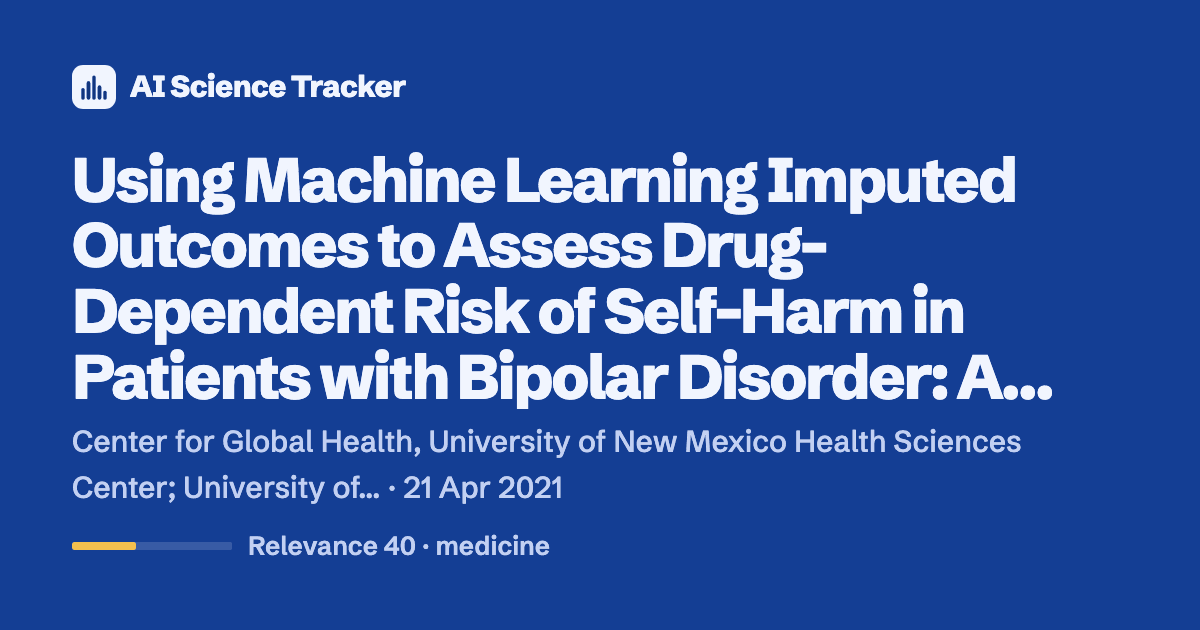 AI Science Tracker
Using Machine Learning Imputed
Outcomes to Assess Drug-
Dependent Risk of Self-Harm in
Patients with Bipolar Disorder: A...
Center for Global Health, University of New Mexico Health Sciences
Center; University of... · 21 Apr 2021
Relevance 40 · medicine